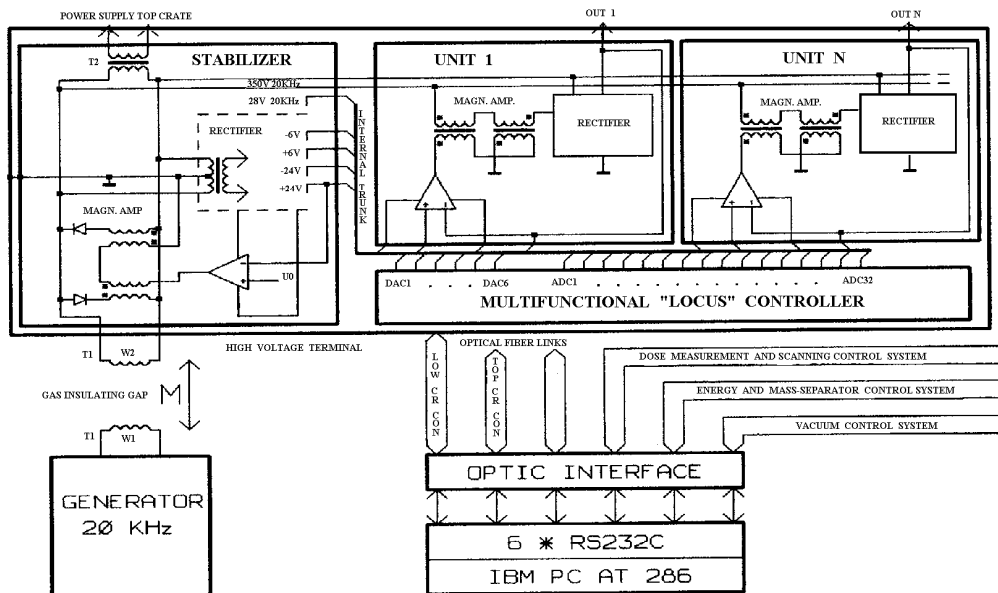 POWER SUPPLY TOP CRATE
OUT 1
OUT N
T2
STABILIZER
UNIT 1
UNIT N
350V 20KHz
28V 20KHz
MAGN. AMP.
MAGN. AMP.
RECTIFIER
RECTIFIER
RECTIFIER
-6V
+6V
-24V
+24V
INTERNAL TRUNK
MAGN. AMP
U0
DAC1 . . . DAC6
ADC1 . . . . . . . . . . . ADC32
MULTIFUNCTIONAL "LOCUS" CONTROLLER
HIGH VOLTAGE TERMINAL
OPTICAL FIBER LINKS
T1
W2
LOW CR CON
TOP CR CON
DOSE MEASUREMENT AND SCANNING CONTROL SYSTEM
GAS INSULATING GAP
M
ENERGY AND MASS-SEPARATOR CONTROL SYSTEM
VACUUM CONTROL SYSTEM
T1
W1
OPTIC INTERFACE
GENERATOR
20 KHz
6 * RS232C
IBM PC AT 286